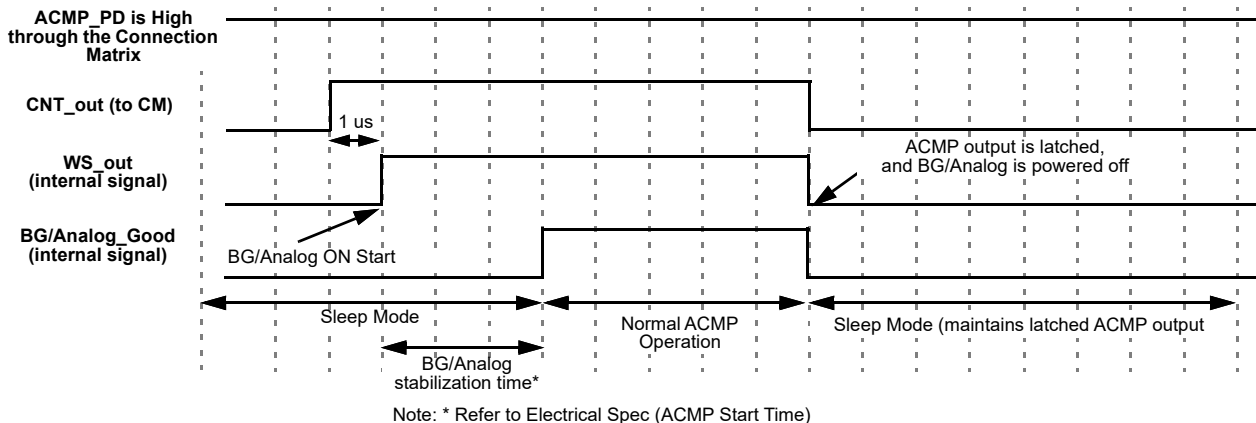 ACMP_PD is High
through the Connection
Matrix
CNT_out (to CM)
1 us
WS_out
(internal signal)
ACMP output is latched,
and BG/Analog is powered off
BG/Analog_Good
(internal signal)
BG/Analog ON Start
Sleep Mode
Normal ACMP
Operation
Sleep Mode (maintains latched ACMP output
BG/Analog
stabilization time*
Note: * Refer to Electrical Spec (ACMP Start Time)